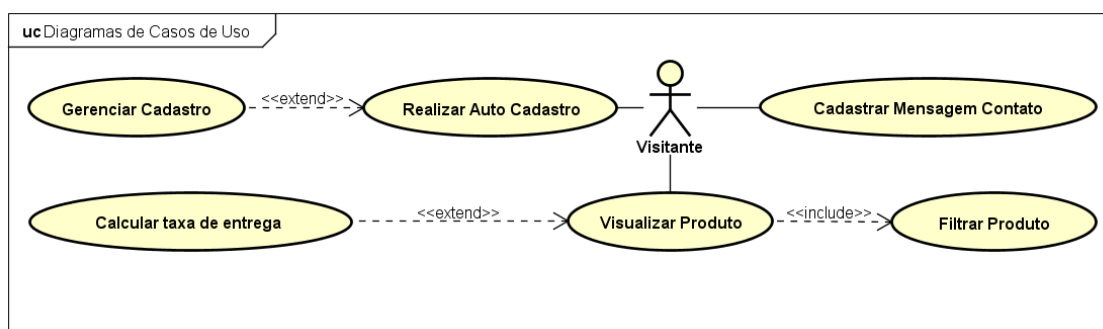 uc Diagramas de Casos de Uso
Gerenciar Cadastro
<<extend>>
Realizar Auto Cadastro
Visitante
Cadastrar Mensagem Contato
Calcular taxa de entrega
<<extend>>
Visualizar Produto
<<include>>
Filtrar Produto